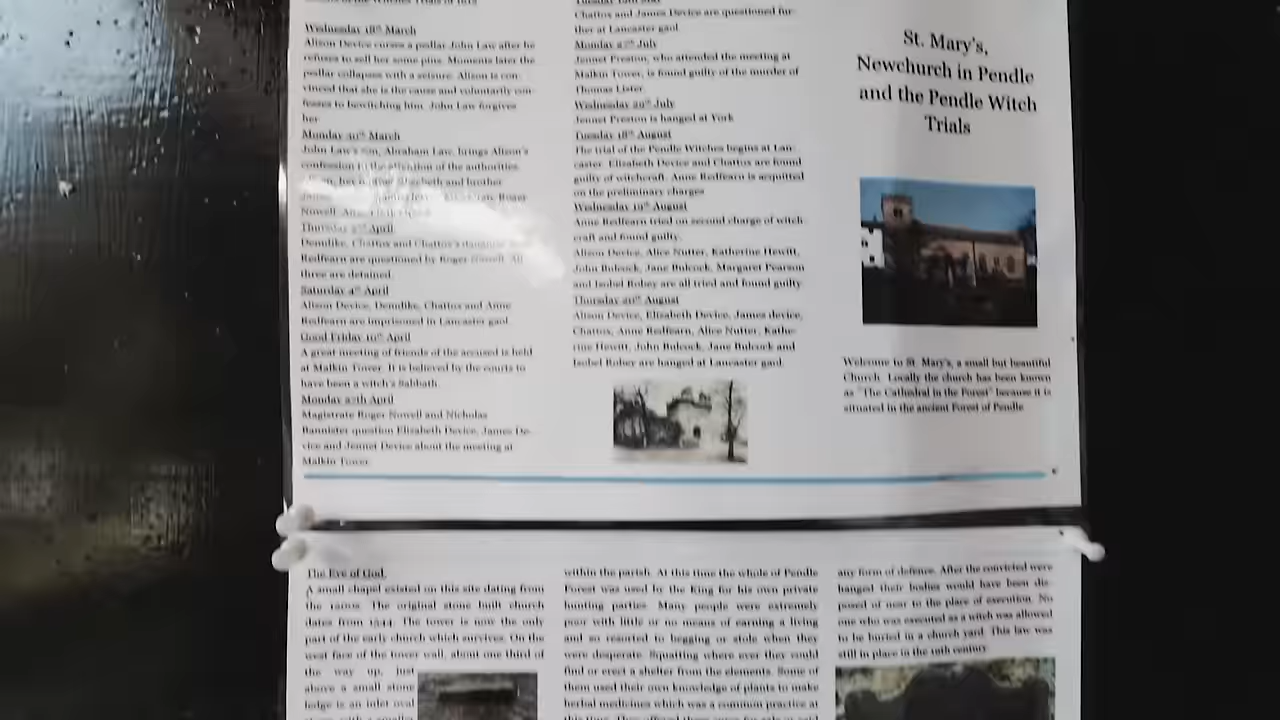 Wednesday 18th March
Alison Device curses a pedlar John Law after he
refuses to sell her some pins. Moments later the
pedlar collapses with a seizure. Alison is con-
vinced that she is the cause and voluntarily con-
fesses to bewitching him. John Law forgives
her.
Monday 30th March
John Law's son, Abraham Law, brings Alison's
confession to the attention of the authorities.
Elizabeth and brother
Roger
Nowell.
Thursday 2nd April
Demdike, Chattox and Chattox's daughter
Redfearn are questioned by Roger Nowell. All
three are detained.
Saturday 4th April
Alison Device, Demdike, Chattox and Anne
Redfearn are imprisoned in Lancaster gaol
Good Friday 10th April
A great meeting of friends of the accused is held
at Malkin Tower. It is believed by the courts to
have been a witch's Sabbath.
Monday 27th April
Magistrate Roger Nowell and Nicholas
Bannister question Elizabeth Device, James De-
vice and Jennet Device about the meeting at
Malkin Tower.
Chattox and James Device are questioned fur-
ther at Lancaster gaol
Monday 27th July
Jennet Preston, who attended the meeting at
Malkin Tower, is found guilty of the murder of
Thomas Lister.
Wednesday 29th July
Jennet Preston is hanged at York
Tuesday 18th August
The trial of the Pendle Witches begins at Lan-
caster. Elizabeth Device and Chattox are found
guilty of witchcraft. Anne Redfearn is acquitted
on the preliminary charges
Wednesday 19th August
Anne Redfearn tried on second charge of witch
craft and found guilty.
Alison Device, Alice Nutter, Katherine Hewitt,
John Bulcock, Jane Bulcock, Margaret Pearson
and Isobel Robey are all tried and found guilty
Thursday 20th August
Alison Device, Elizabeth Device, James device,
Chattox, Anne Redfearn, Alice Nutter, Kathe-
rine Hewitt, John Bulcock, Jane Bulcock and
Isobel Robey are hanged at Lancaster gaol.
St. Mary's,
Newchurch in Pendle
and the Pendle Witch
Trials
Welcome to St. Mary's, a small but beautiful
Church. Locally the church has been known
as "The Cathedral in the Forest" because it is
situated in the ancient Forest of Pendle
The Eye of God.
A small chapel existed on this site dating from
the 1200s. The original stone built church
dates from 1544. The tower is now the only
part of the early church which survives. On the
west face of the tower wall, about one third of
the way up, just
above a small stone
ledge is an inlet oval
within the parish. At this time the whole of Pendle
Forest was used by the King for his own private
hunting parties. Many people were extremely
poor with little or no means of earning a living
and so resorted to begging or stole when they
were desperate. Squatting where ever they could
find or erect a shelter from the elements. Some of
them used their own knowledge of plants to make
herbal medicines which was a common practice at
any form of defence. After the convicted were
hanged their bodies would have been dis-
posed of near to the place of execution. No
one who was executed as a witch was allowed
to be buried in a church yard. This law was
still in place in the 19th century